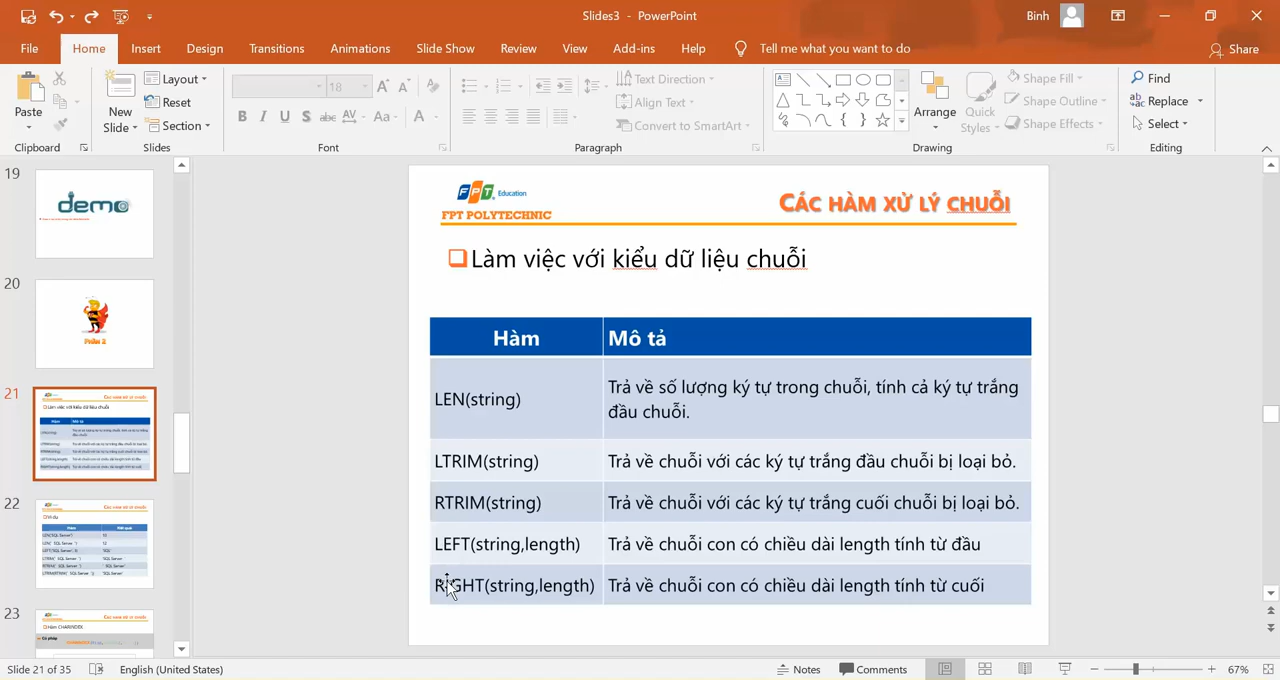 Slides3 - PowerPoint
Binh
File Home Insert Design Transitions Animations Slide Show Review View Add-ins Help Tell me what you want to do Share
Paste
Clipboard
New
Slide
Layout
Reset
Section
Slides
18
B I U S abc AV Aa A
Font
Text Direction
Align Text
Convert to SmartArt
Paragraph
Arrange
Quick
Styles
Shape Fill
Shape Outline
Shape Effects
Drawing
Find
Replace
Select
Editing
19
demo
20
Phần 2
21
22
23
FPT Education
FPT POLYTECHNIC
CÁC HÀM XỬ LÝ CHUỖI
Làm việc với kiểu dữ liệu chuỗi
Hàm Mô tả
LEN(string) Trả về số lượng ký tự trong chuỗi, tính cả ký tự trắng
đầu chuỗi.
LTRIM(string) Trả về chuỗi với các ký tự trắng đầu chuỗi bị loại bỏ.
RTRIM(string) Trả về chuỗi với các ký tự trắng cuối chuỗi bị loại bỏ.
LEFT(string,length) Trả về chuỗi con có chiều dài length tính từ đầu
RIGHT(string,length) Trả về chuỗi con có chiều dài length tính từ cuối
Slide 21 of 35 English (United States) Notes Comments 67%